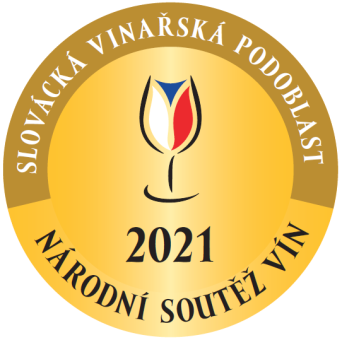 SLOVÁCKÁ VINAŘSKÁ PODOBLAST
2021
NÁRODNÍ SOUTĚŽ VÍN